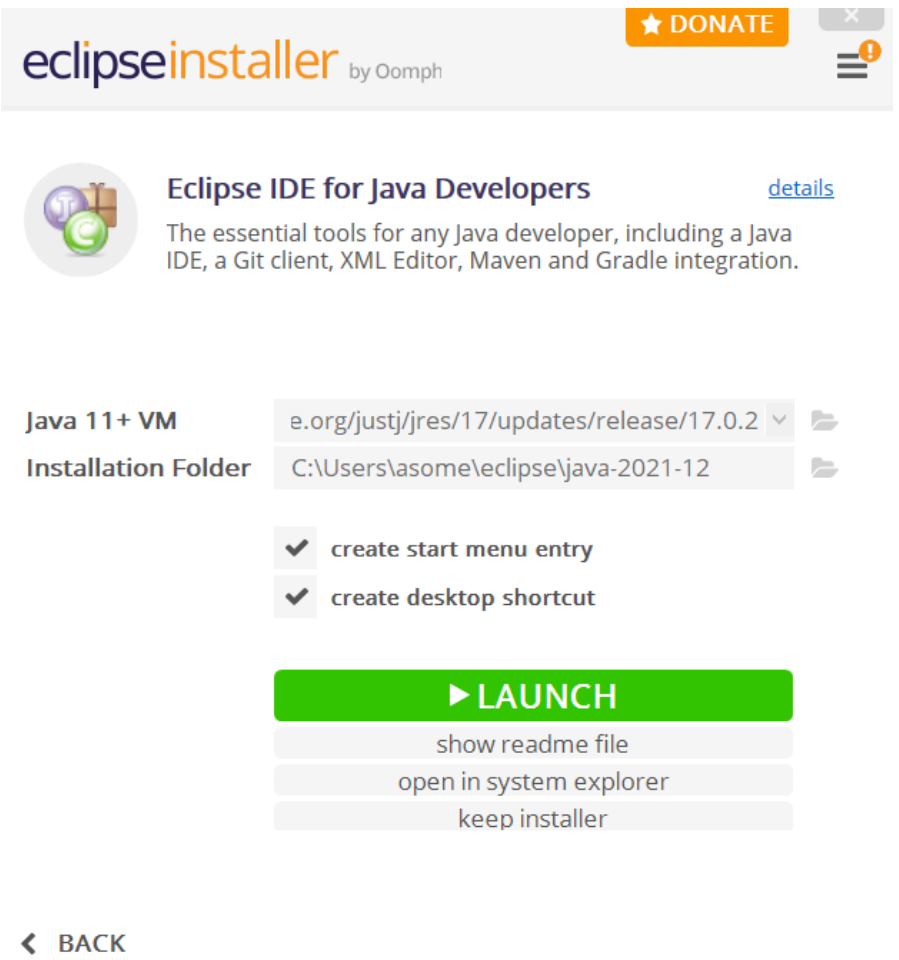 DONATE
eclipseinstaller by Oomph
Eclipse IDE for Java Developers
details
The essential tools for any Java developer, including a Java
IDE, a Git client, XML Editor, Maven and Gradle integration.
Java 11+ VM
e.org/justj/jres/17/updates/release/17.0.2
Installation Folder
C:\Users\asome\eclipse\java-2021-12
create start menu entry
create desktop shortcut
LAUNCH
show readme file
open in system explorer
keep installer
BACK